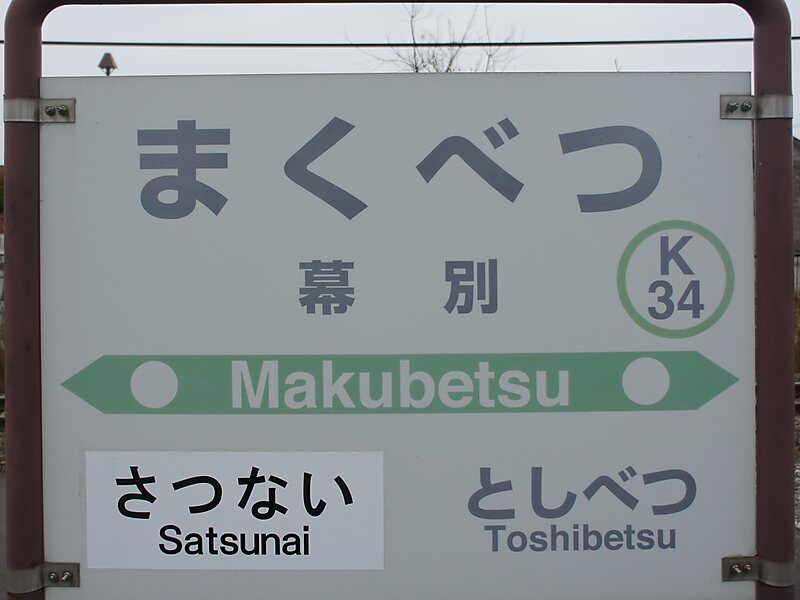 まくべつ
幕別
K
34
Makubetsu
さつない
Satsunai
としべつ
Toshibetsu